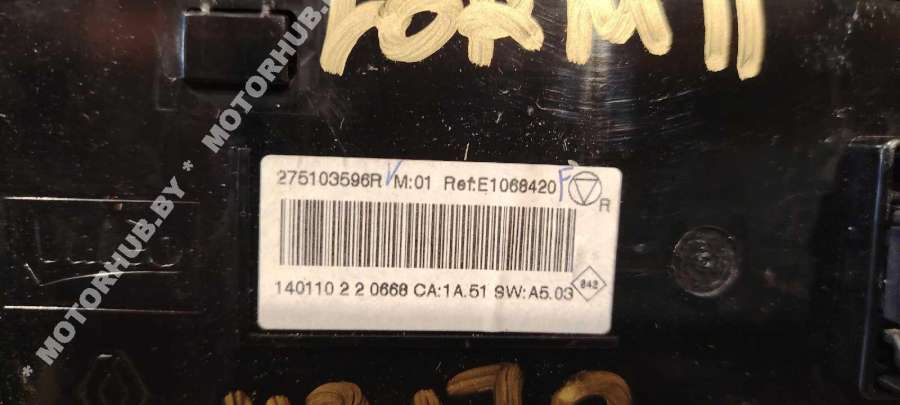 LORM II
MOTORHUB.BY * MOTORHUB.BY *
275103596R V M:01 Ref:E1068420 F
R
140110 2 2 0668 CA:1A.51 SW:A5.03
842